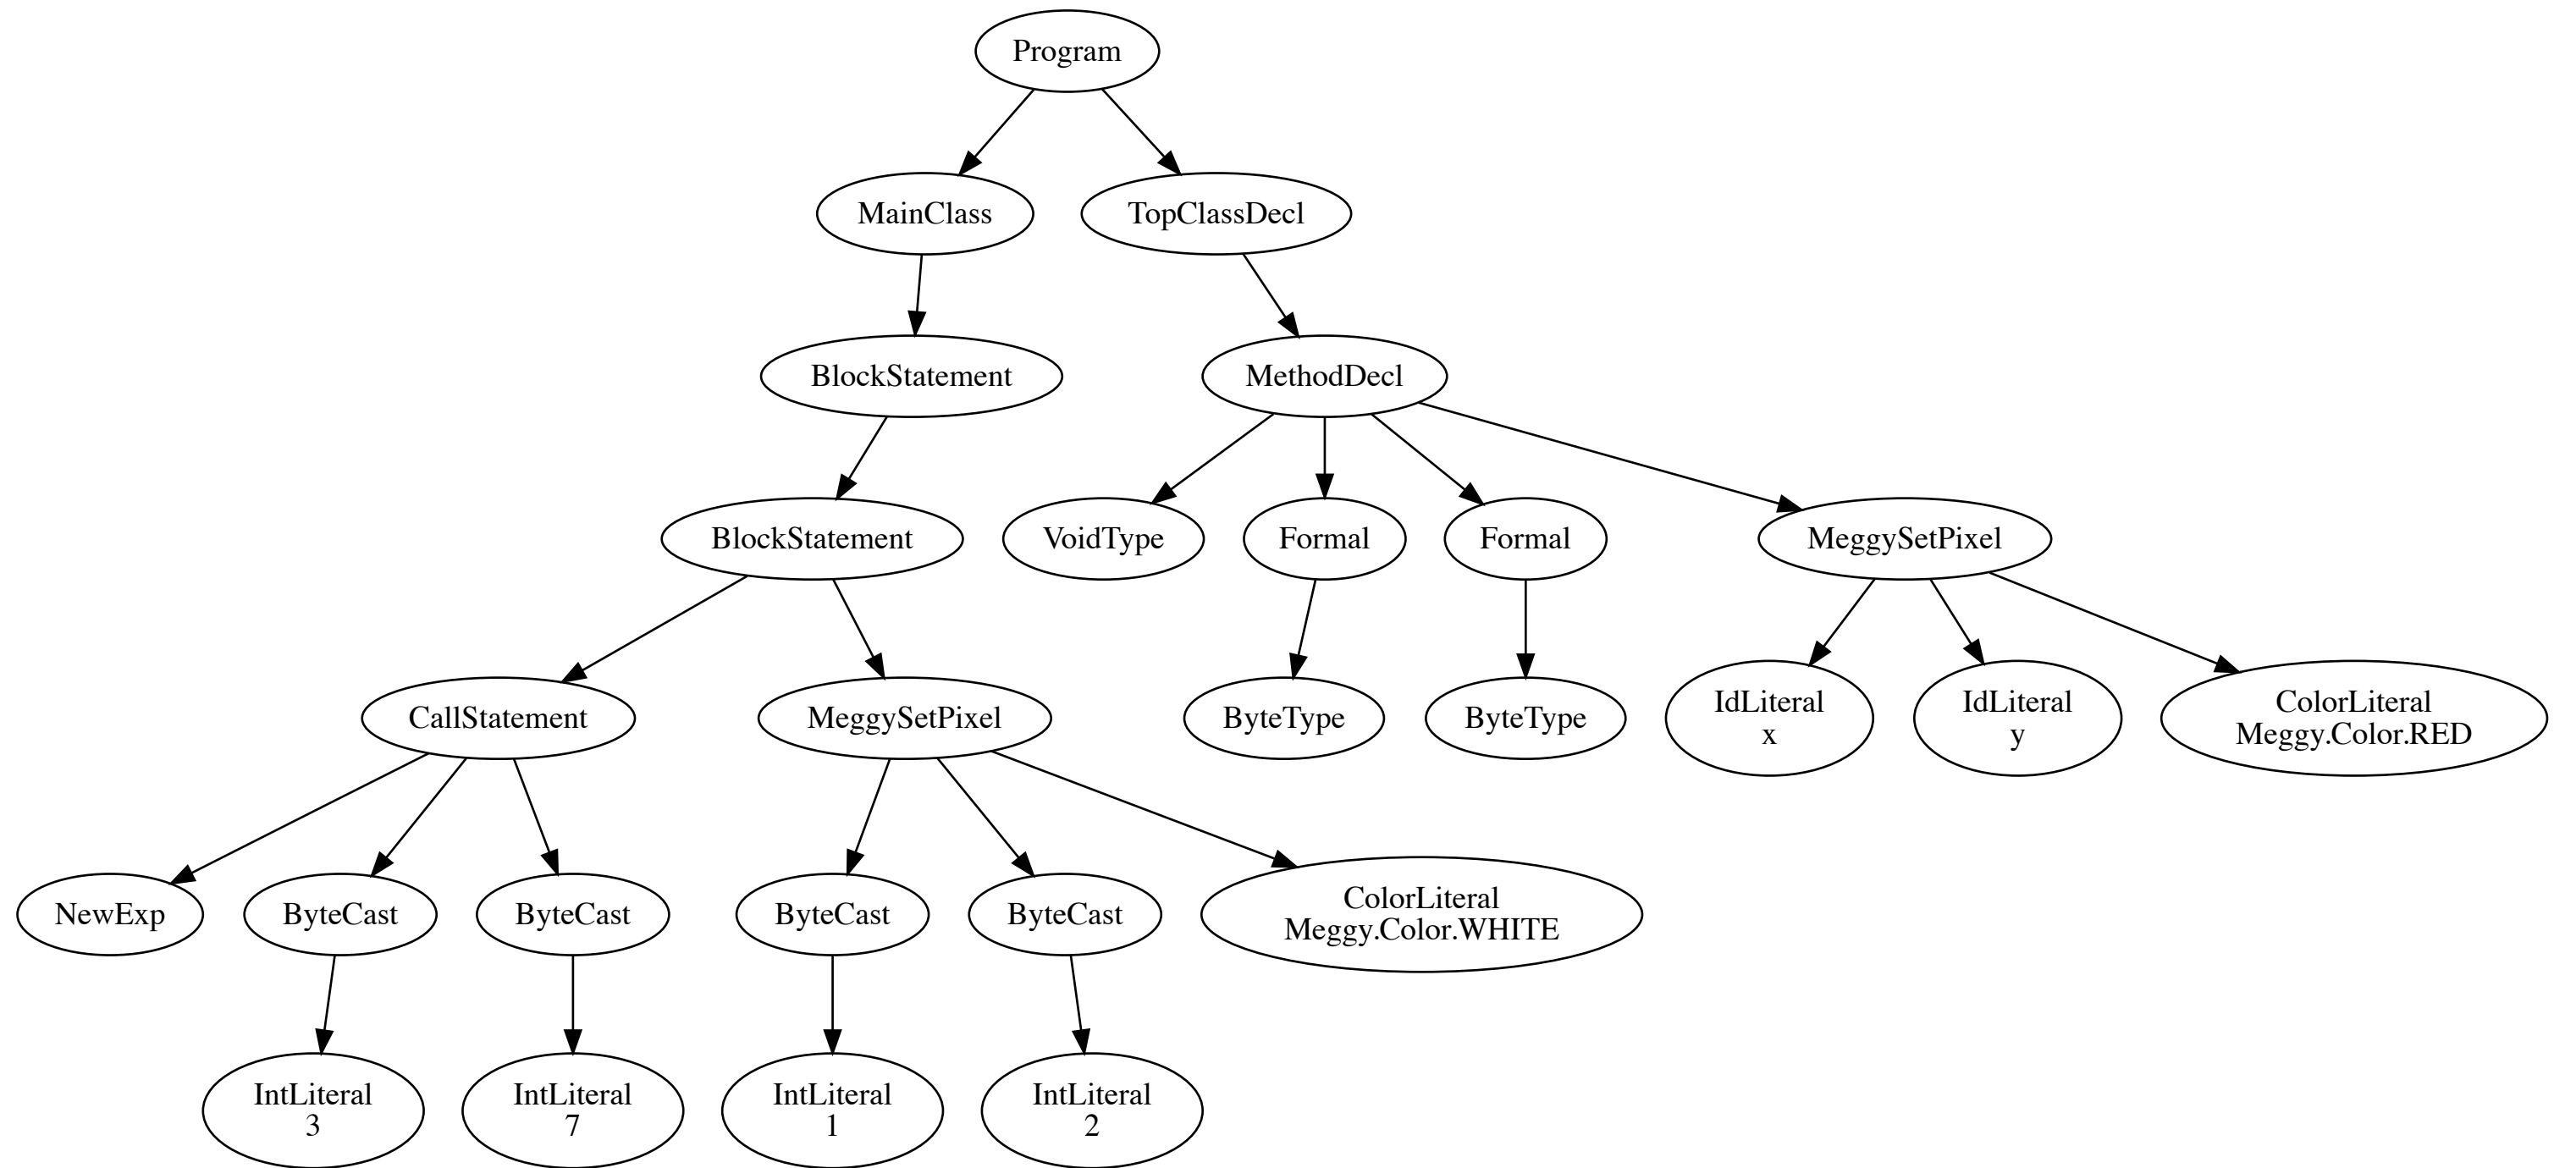 Program
MainClass
TopClassDecl
BlockStatement
MethodDecl
BlockStatement
VoidType
Formal
Formal
MeggySetPixel
CallStatement
MeggySetPixel
ByteType
ByteType
IdLiteral
x
IdLiteral
y
ColorLiteral
Meggy.Color.RED
NewExp
ByteCast
ByteCast
ByteCast
ByteCast
ColorLiteral
Meggy.Color.WHITE
IntLiteral
3
IntLiteral
7
IntLiteral
1
IntLiteral
2